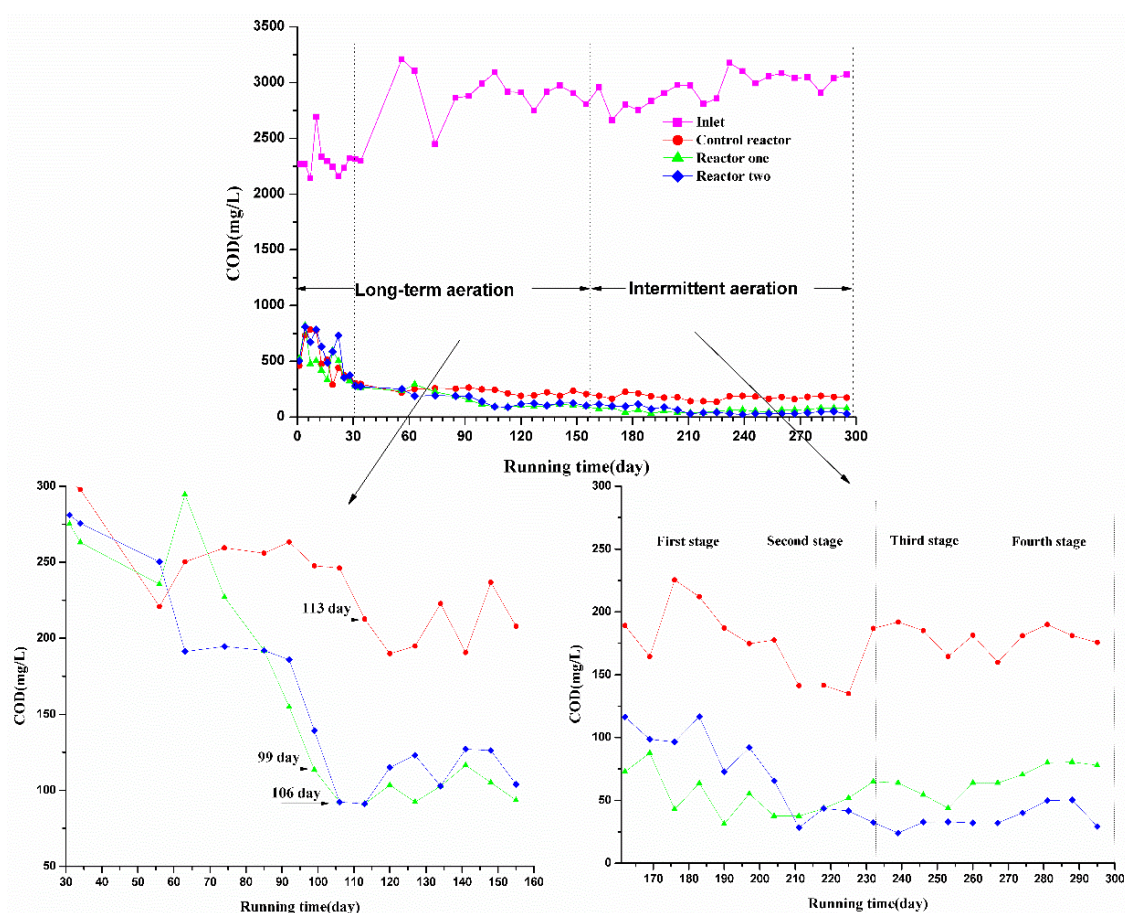 3500
3000
2500
2000
1500
1000
500
0
COD(mg/L)
Inlet
Control reactor
Reactor one
Reactor two
Long-term aeration
Intermittent aeration
0 30 60 90 120 150 180 210 240 270 300
Running time(day)
300
250
200
150
100
50
COD(mg/L)
113 day
99 day
106 day
30 40 50 60 70 80 90 100 110 120 130 140 150 160
Running time(day)
300
250
200
150
100
50
0
COD(mg/L)
First stage Second stage Third stage Fourth stage
170 180 190 200 210 220 230 240 250 260 270 280 290 300
Running time(day)